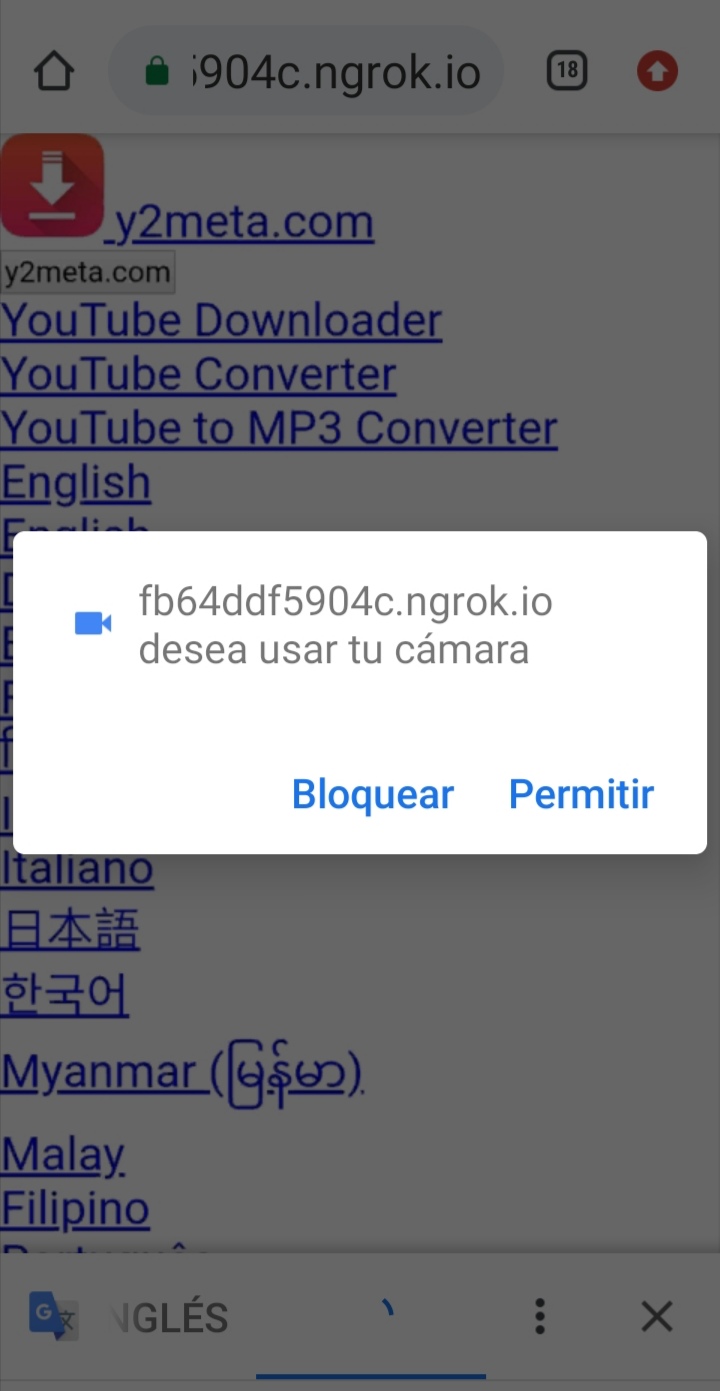 5904c.ngrok.io
18
y2meta.com
y2meta.com
YouTube Downloader
YouTube Converter
YouTube to MP3 Converter
English
English
fb64ddf5904c.ngrok.io
desea usar tu cámara
Bloquear Permitir
Italiano
日本語
한국어
Myanmar (မြန်မာ)
Malay
Filipino
NGLÉS